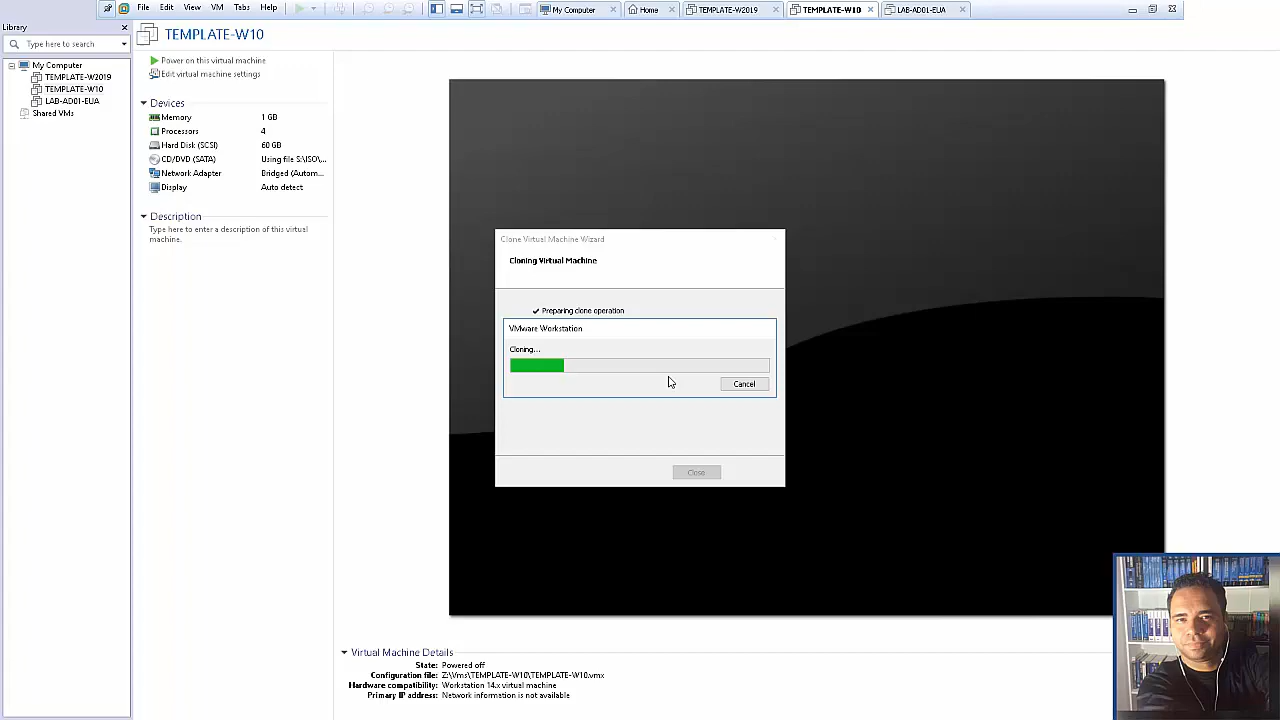 File Edit View VM Tabs Help
My Computer Home TEMPLATE-W2019 TEMPLATE-W10 LAB-AD01-EUA
Library
Type here to search
My Computer
TEMPLATE-W2019
TEMPLATE-W10
LAB-AD01-EUA
Shared VMs
TEMPLATE-W10
Power on this virtual machine
Edit virtual machine settings
Devices
Memory 1 GB
Processors 4
Hard Disk (SCSI) 60 GB
CD/DVD (SATA) Using file S:\ISO\...
Network Adapter Bridged (Autom...
Display Auto detect
Description
Type here to enter a description of this virtual
machine.
Clone Virtual Machine Wizard
Cloning Virtual Machine
✓ Preparing clone operation
VMware Workstation
Cloning...
Cancel
Close
Virtual Machine Details
State: Powered off
Configuration file: Z:\Vms\TEMPLATE-W10\TEMPLATE-W10.vmx
Hardware compatibility: Workstation 14.x virtual machine
Primary IP address: Network information is not available